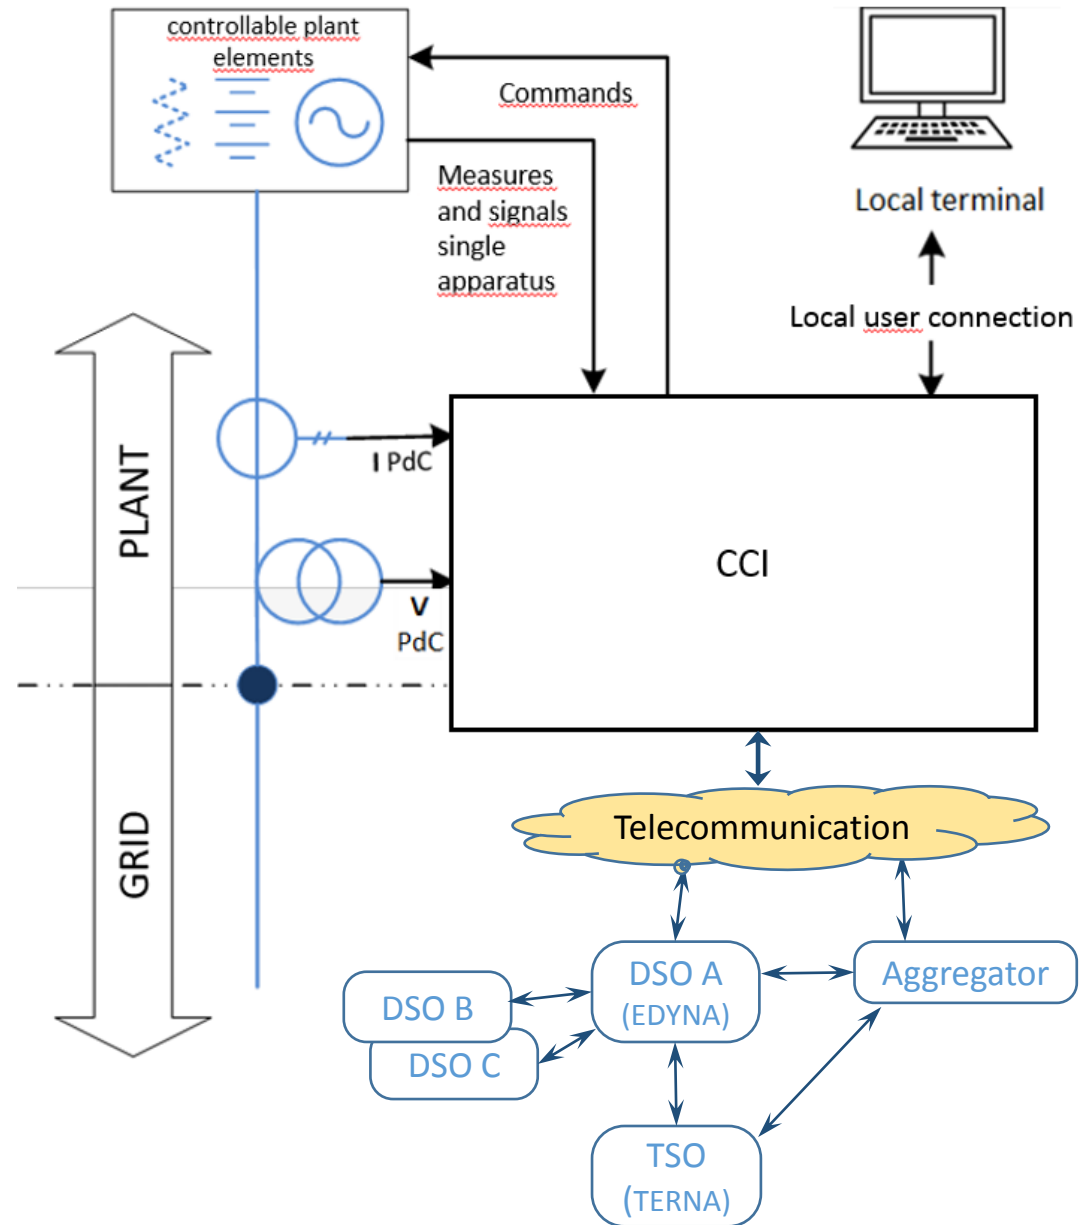 controllable plant
elements
Commands
Measures
and signals
single
apparatus
Local terminal
Local user connection
PLANT
I PdC
CCI
V
PdC
GRID
Telecommunication
DSO A
(EDYNA)
Aggregator
DSO B
DSO C
TSO
(TERNA)